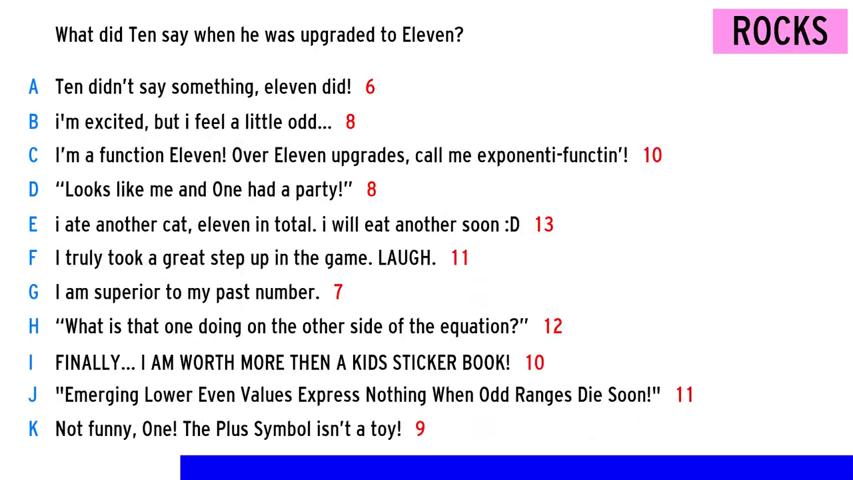 What did Ten say when he was upgraded to Eleven?
ROCKS
A Ten didn't say something, eleven did! 6
B i'm excited, but i feel a little odd... 8
C I'm a function Eleven! Over Eleven upgrades, call me exponenti-functin'! 10
D “Looks like me and One had a party!” 8
E i ate another cat, eleven in total. i will eat another soon :D 13
F I truly took a great step up in the game. LAUGH. 11
G I am superior to my past number. 7
H “What is that one doing on the other side of the equation?” 12
I FINALLY... I AM WORTH MORE THEN A KIDS STICKER BOOK! 10
J "Emerging Lower Even Values Express Nothing When Odd Ranges Die Soon!" 11
K Not funny, One! The Plus Symbol isn't a toy! 9